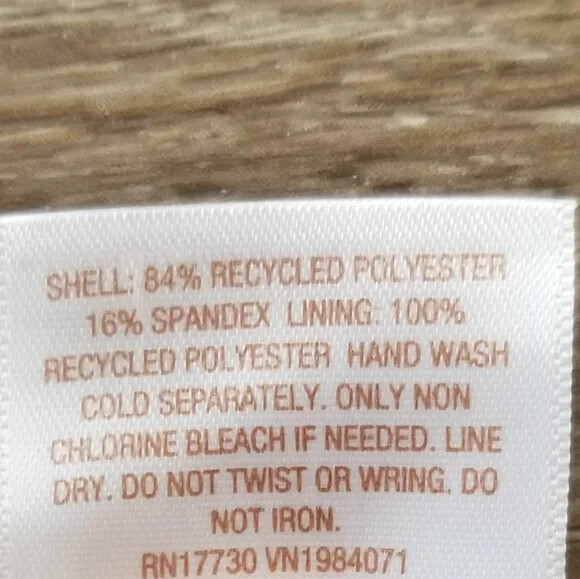 SHELL: 84% RECYCLED POLYESTER
16% SPANDEX LINING: 100%
RECYCLED POLYESTER HAND WASH
COLD SEPARATELY. ONLY NON
CHLORINE BLEACH IF NEEDED. LINE
DRY. DO NOT TWIST OR WRING. DO
NOT IRON.
RN17730 VN1984071